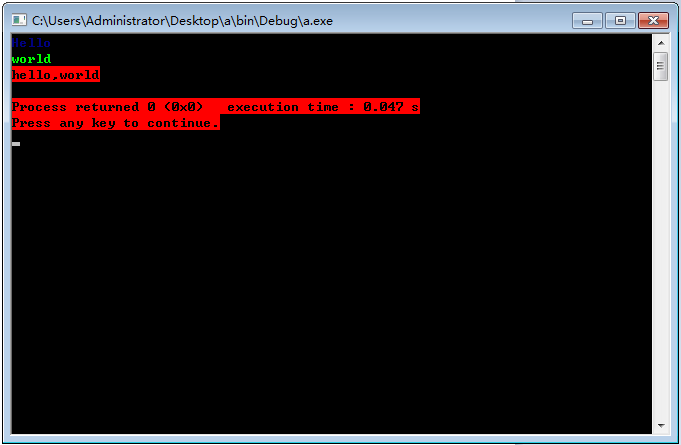 C:\Users\Administrator\Desktop\a\bin\Debug\a.exe
Hello
world
hello,world
Process returned 0 (0x0)   execution time : 0.047 s
Press any key to continue.